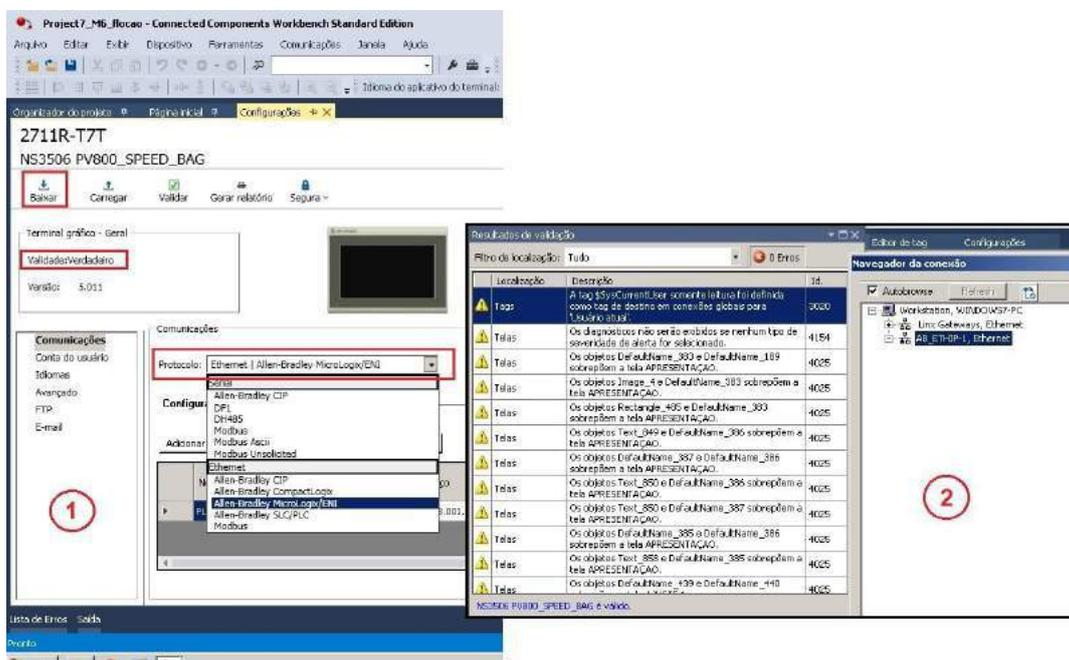 Project7_M6_flocao - Connected Components Workbench Standard Edition
Arquivo Editar Exibir Dispositivo Ferramentas Comunicações Janela Ajuda
Idioma do aplicativo do terminal:
Organizador do projeto Página inicial Configurações
2711R-T7T
NS3506 PV800_SPEED_BAG
Baixar Carregar Validar Gerar relatório Segura
Terminal gráfico - Geral
Validade:Verdadeiro
Versão: 5.011
Comunicações
Conta do usuário
Idiomas
Avançado
FTP
E-mail
1
Comunicações
Protocolo: Ethernet | Allen-Bradley MicroLogix/ENI
Serial
Allen-Bradley CIP
DF1
DH485
Modbus
Modbus Ascii
Modbus Unsolicited
Ethernet
Allen-Bradley CIP
Allen-Bradley CompactLogix
Allen-Bradley MicroLogix/ENI
Allen-Bradley SLC/PLC
Modbus
Configur
Adicionar
Lista de Erros Saída
Pronto
Resultados de validação
Filtro de localização: Tudo 0 Erros
Localização Descrição Id.
Tags A tag $SysCurrentUser somente leitura foi definida
como tag de destino em conexões globais para
'Usuário atual'. 3020
Telas Os diagnósticos não serão exibidos se nenhum tipo de
severidade de alerta for selecionado. 4154
Telas Os objetos DefaultName_383 e DefaultName_189
sobrepõem a tela APRESENTAÇAO. 4025
Telas Os objetos Image_4 e DefaultName_383 sobrepõem a
tela APRESENTAÇAO. 4025
Telas Os objetos Rectangle_485 e DefaultName_383
sobrepõem a tela APRESENTAÇAO. 4025
Telas Os objetos Text_849 e DefaultName_386 sobrepõem a
tela APRESENTAÇAO. 4025
Telas Os objetos DefaultName_387 e DefaultName_386
sobrepõem a tela APRESENTAÇAO. 4025
Telas Os objetos Text_850 e DefaultName_386 sobrepõem a
tela APRESENTAÇAO. 4025
Telas Os objetos Text_850 e DefaultName_387 sobrepõem a
tela APRESENTAÇAO. 4025
Telas Os objetos DefaultName_385 e DefaultName_386
sobrepõem a tela APRESENTAÇAO. 4025
Telas Os objetos Text_858 e DefaultName_385 sobrepõem a
tela APRESENTAÇAO. 4025
Telas Os objetos DefaultName_439 e DefaultName_440
4025
NS3506 PV800_SPEED_BAG é válido.
Editor de tag Configurações
Navegador da conexão
Autobrowse Refresh
Workstation, WINDOWS7-PC
Linx Gateways, Ethernet
AB_ETHIP-1, Ethernet
2